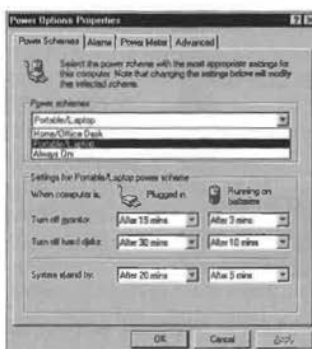 Power Options Properties
Power Schemes Alarms Power Meter Advanced
Select the power scheme with the most appropriate settings for
this computer. Note that changing the settings below will modify
the selected scheme.
Power schemes
Portable/Laptop
Home/Office Desk
Portable/Laptop
Always On
Settings for Portable/Laptop power scheme
When computer is: Plugged in Running on
batteries
Turn off monitor: After 15 mins After 3 mins
Turn off hard disks: After 30 mins After 10 mins
System stand by: After 20 mins After 5 mins
OK Cancel Apply